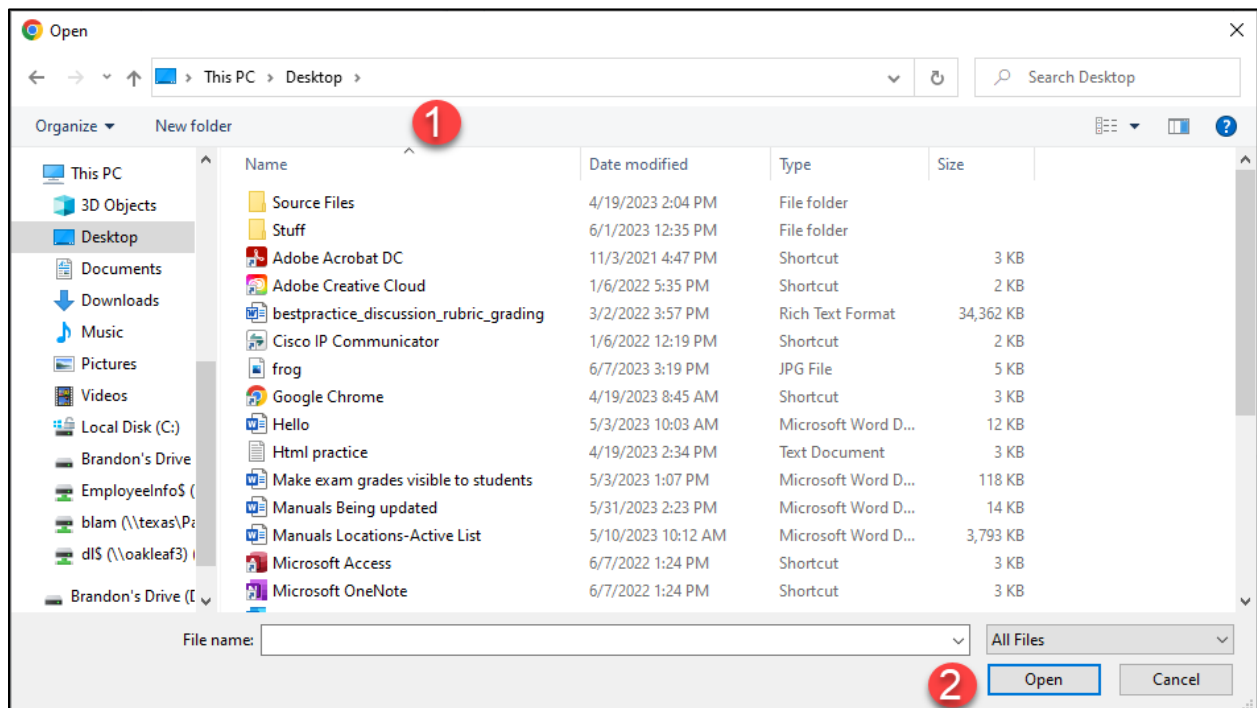 Open
This PC > Desktop >
Search Desktop
1
Organize
New folder
Name Date modified Type Size
This PC
3D Objects
Desktop
Documents
Downloads
Music
Pictures
Videos
Local Disk (C:)
Brandon's Drive
EmployeeInfo$ (
blam (\\texas\Pa
dl$ (\\oakleaf3) (
Brandon's Drive (D
Source Files 4/19/2023 2:04 PM File folder
Stuff 6/1/2023 12:35 PM File folder
Adobe Acrobat DC 11/3/2021 4:47 PM Shortcut 3 KB
Adobe Creative Cloud 1/6/2022 5:35 PM Shortcut 2 KB
bestpractice_discussion_rubric_grading 3/2/2022 3:57 PM Rich Text Format 34,362 KB
Cisco IP Communicator 1/6/2022 12:19 PM Shortcut 2 KB
frog 6/7/2023 3:19 PM JPG File 5 KB
Google Chrome 4/19/2023 8:45 AM Shortcut 3 KB
Hello 5/3/2023 10:03 AM Microsoft Word D... 12 KB
Html practice 4/19/2023 2:34 PM Text Document 3 KB
Make exam grades visible to students 5/3/2023 1:07 PM Microsoft Word D... 118 KB
Manuals Being updated 5/31/2023 2:23 PM Microsoft Word D... 14 KB
Manuals Locations-Active List 5/10/2023 10:12 AM Microsoft Word D... 3,793 KB
Microsoft Access 6/7/2022 1:24 PM Shortcut 3 KB
Microsoft OneNote 6/7/2022 1:24 PM Shortcut 3 KB
File name:
All Files
2
Open
Cancel